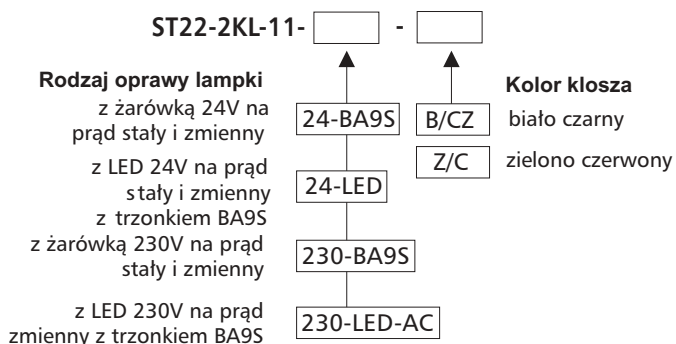 ST22-2KL-11- -
Rodzaj oprawy lampki
Kolor klosza
z żarówką 24V na
prąd stały i zmienny
24-BA9S
B/CZ
biało czarny
Z/C
zielono czerwony
z LED 24V na prąd
stały i zmienny
z trzonkiem BA9S
24-LED
z żarówką 230V na prąd
stały i zmienny
230-BA9S
z LED 230V na prąd
zmienny z trzonkiem BA9S
230-LED-AC